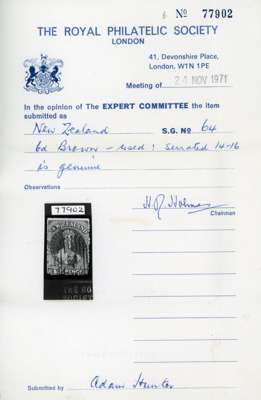 Nº 77902
THE ROYAL PHILATELIC SOCIETY
LONDON
41, Devonshire Place,
London, W1N 1PE
Meeting of 24 NOV 1971
In the opinion of The EXPERT COMMITTEE the item
submitted as
New Zealand S.G. Nº 64
6d Brown – used : Serrated 14-16
is genuine
Observations
77902
Chairman
Submitted by Adam Hunter